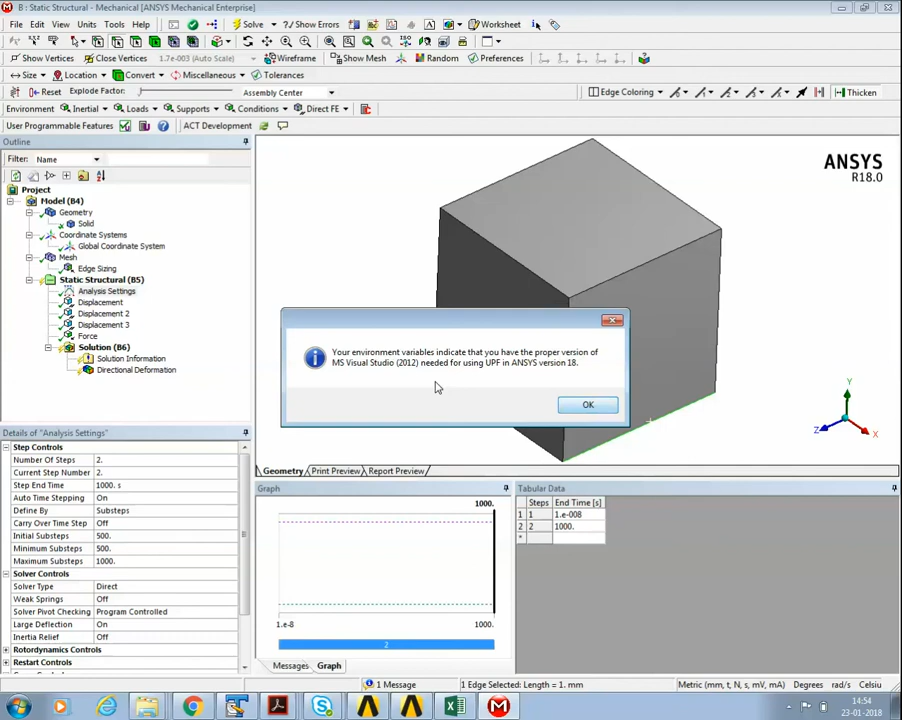 B : Static Structural - Mechanical [ANSYS Mechanical Enterprise]
File Edit View Units Tools Help Solve ?/Show Errors Worksheet
Show Vertices Close Vertices 1.7e-003 (Auto Scale) Wireframe Show Mesh Random Preferences
Size Location Convert Miscellaneous Tolerances
Reset Explode Factor: Assembly Center Edge Coloring Thicken
Environment Inertial Loads Supports Conditions Direct FE
User Programmable Features ACT Development
Outline
Filter: Name
Project
Model (B4)
Geometry
Solid
Coordinate Systems
Global Coordinate System
Mesh
Edge Sizing
Static Structural (B5)
Analysis Settings
Displacement
Displacement 2
Displacement 3
Force
Solution (B6)
Solution Information
Directional Deformation
ANSYS
R18.0
Your environment variables indicate that you have the proper version of
MS Visual Studio (2012) needed for using UPF in ANSYS version 18.
OK
Y
Z
X
Details of "Analysis Settings"
Step Controls
Number Of Steps 2.
Current Step Number 2.
Step End Time 1000. s
Auto Time Stepping On
Define By Substeps
Carry Over Time Step Off
Initial Substeps 500.
Minimum Substeps 500.
Maximum Substeps 1000.
Solver Controls
Solver Type Direct
Weak Springs Off
Solver Pivot Checking Program Controlled
Large Deflection On
Inertia Relief Off
Rotordynamics Controls
Restart Controls
Geometry Print Preview Report Preview
Graph
1000.
1.e-8 1000.
2
Messages Graph
Tabular Data
Steps End Time [s]
1 1 1.e-008
2 2 1000.
*
1 Message 1 Edge Selected: Length = 1. mm Metric (mm, t, N, s, mV, mA) Degrees rad/s Celsiu
14:54
23-01-2018